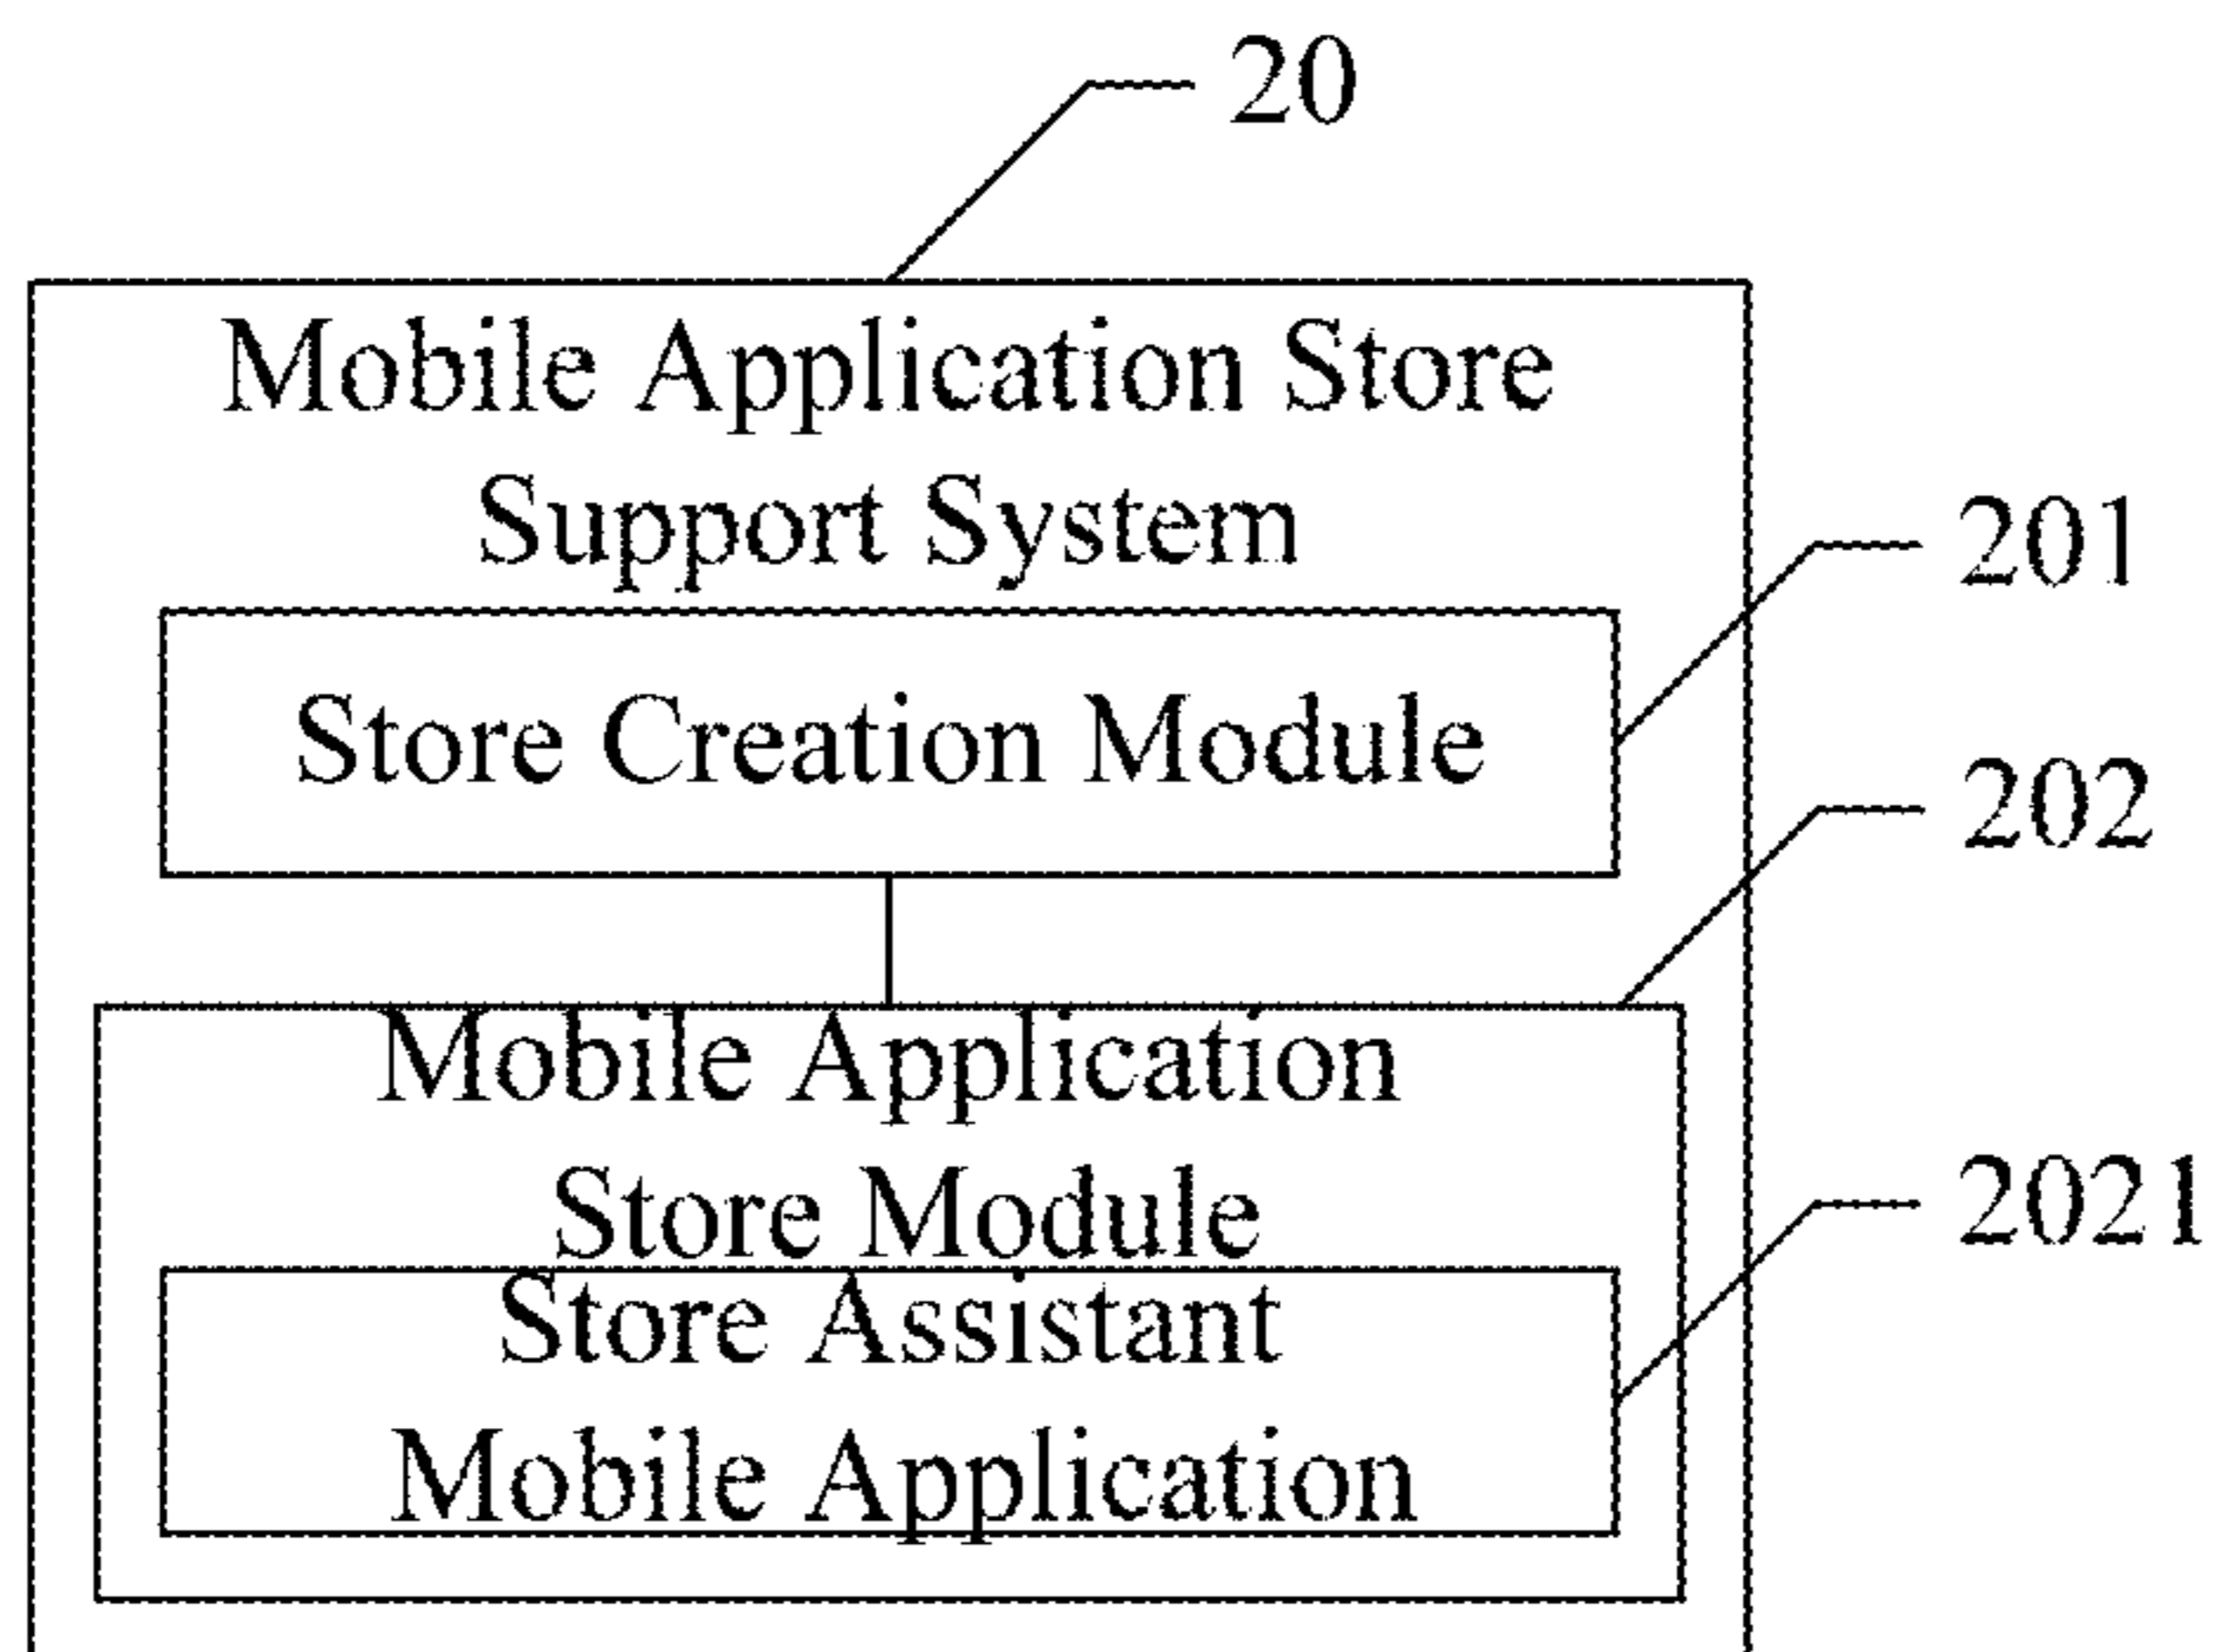 20
Mobile Application Store
Support System
201
Store Creation Module
202
Mobile Application
Store Module
2021
Store Assistant
Mobile Application